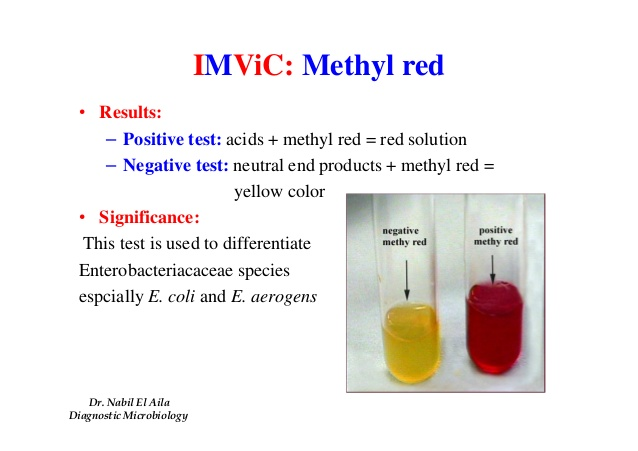 IMViC: Methyl red
• Results:
– Positive test: acids + methyl red = red solution
– Negative test: neutral end products + methyl red =
yellow color
• Significance:
This test is used to differentiate
Enterobacteriacaceae species
espcially E. coli and E. aerogens
negative
methy red
positive
methy red
Dr. Nabil El Aila
Diagnostic Microbiology